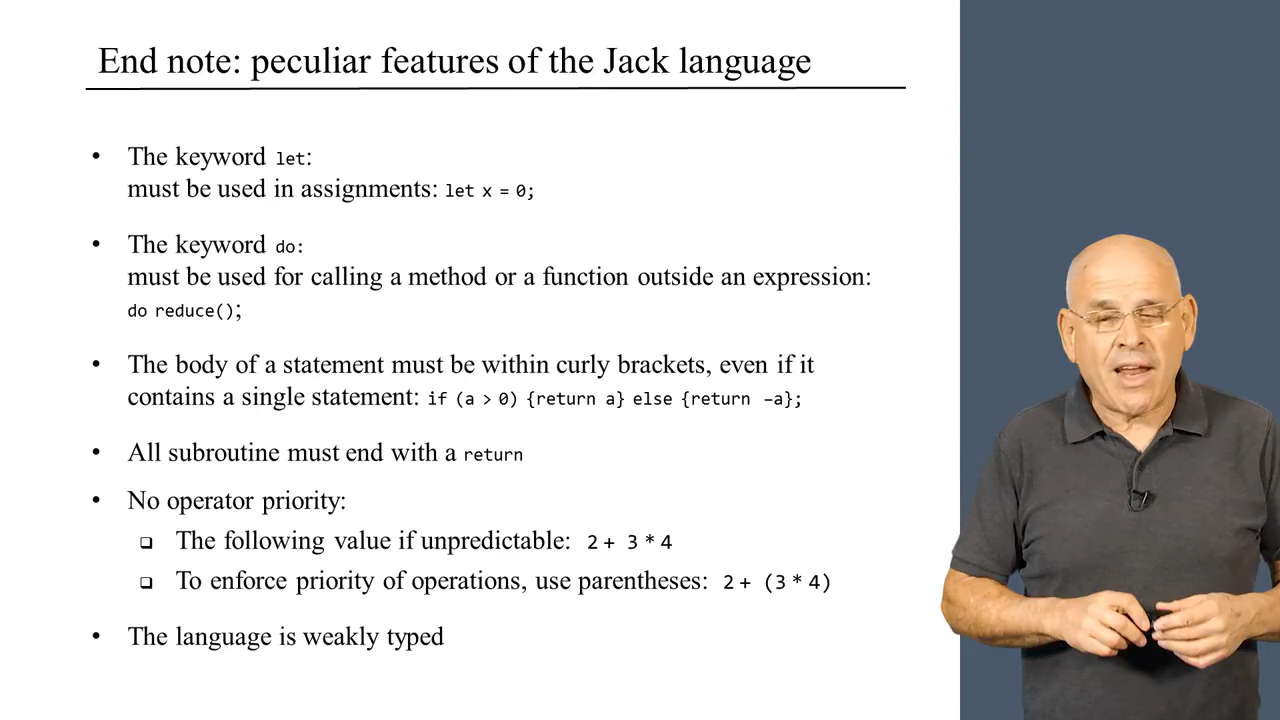 End note: peculiar features of the Jack language
• The keyword let:
must be used in assignments: let x = 0;
• The keyword do:
must be used for calling a method or a function outside an expression:
do reduce();
• The body of a statement must be within curly brackets, even if it
contains a single statement: if (a > 0) {return a} else {return –a};
• All subroutine must end with a return
• No operator priority:
❑ The following value if unpredictable: 2 + 3 * 4
❑ To enforce priority of operations, use parentheses: 2 + (3 * 4)
• The language is weakly typed